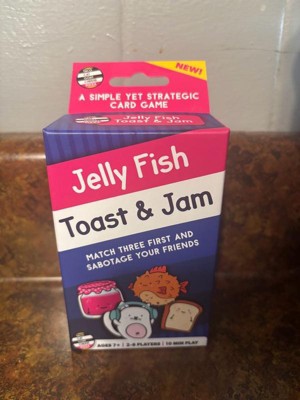 NEW!
A SIMPLE YET STRATEGIC
CARD GAME
Jelly Fish
Toast & Jam
Jelly Fish
Toast & Jam
MATCH THREE FIRST AND
SABOTAGE YOUR FRIENDS
AGES 7+ | 2-6 PLAYERS | 15 MIN PLAY